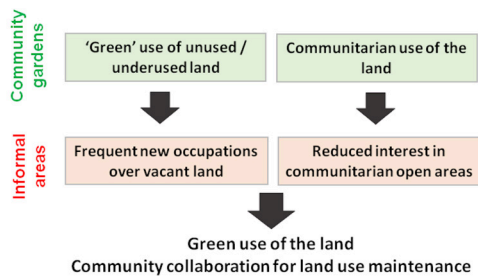 Community
gardens
'Green' use of unused /
underused land
Communitarian use of the
land
Informal
areas
Frequent new occupations
over vacant land
Reduced interest in
communitarian open areas
Green use of the land
Community collaboration for land use maintenance